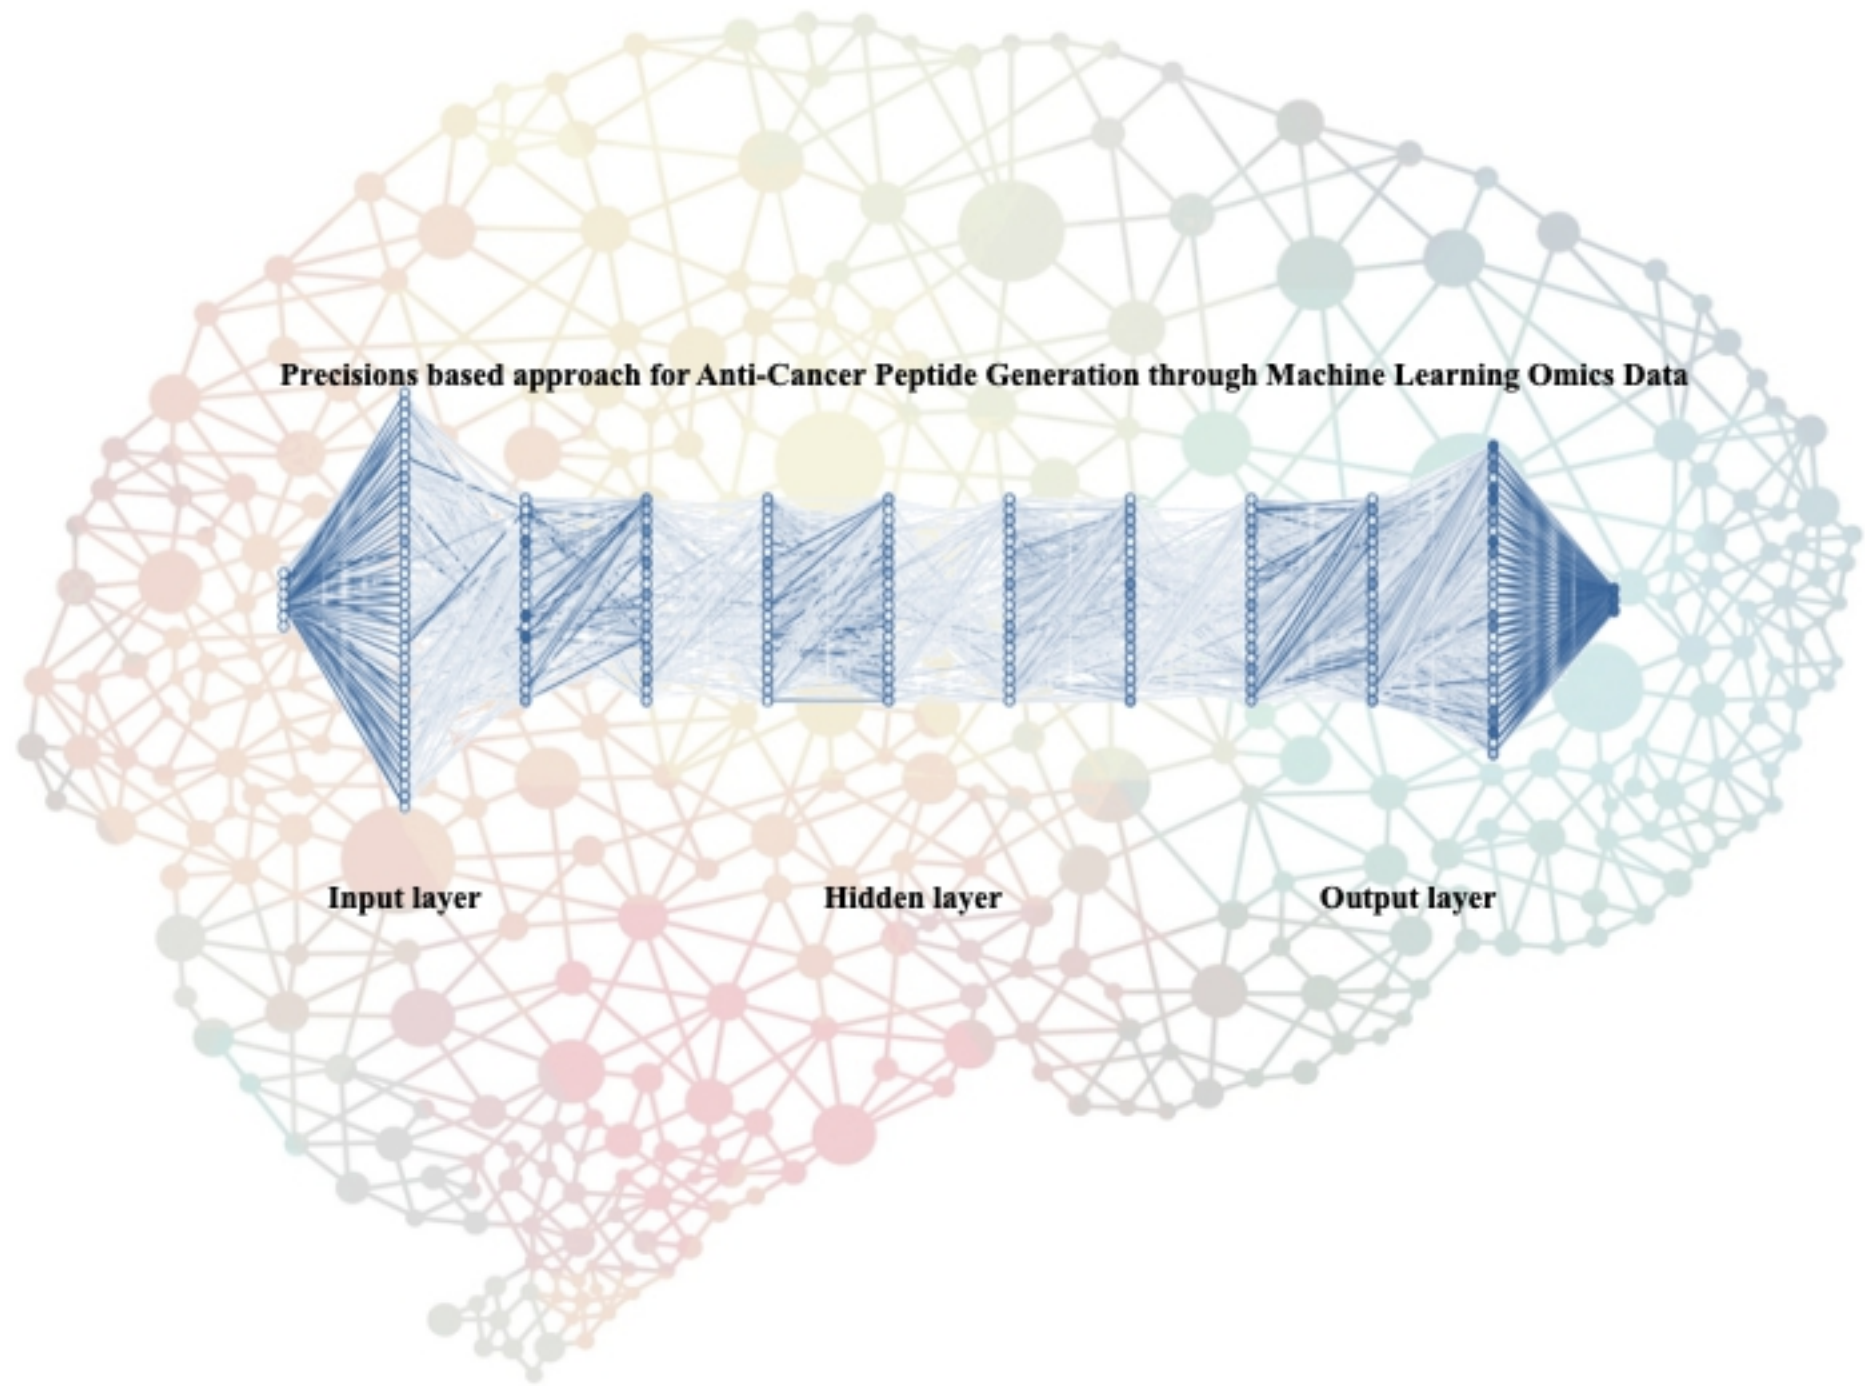 Precisions based approach for Anti-Cancer Peptide Generation through Machine Learning Omics Data
Input layer
Hidden layer
Output layer